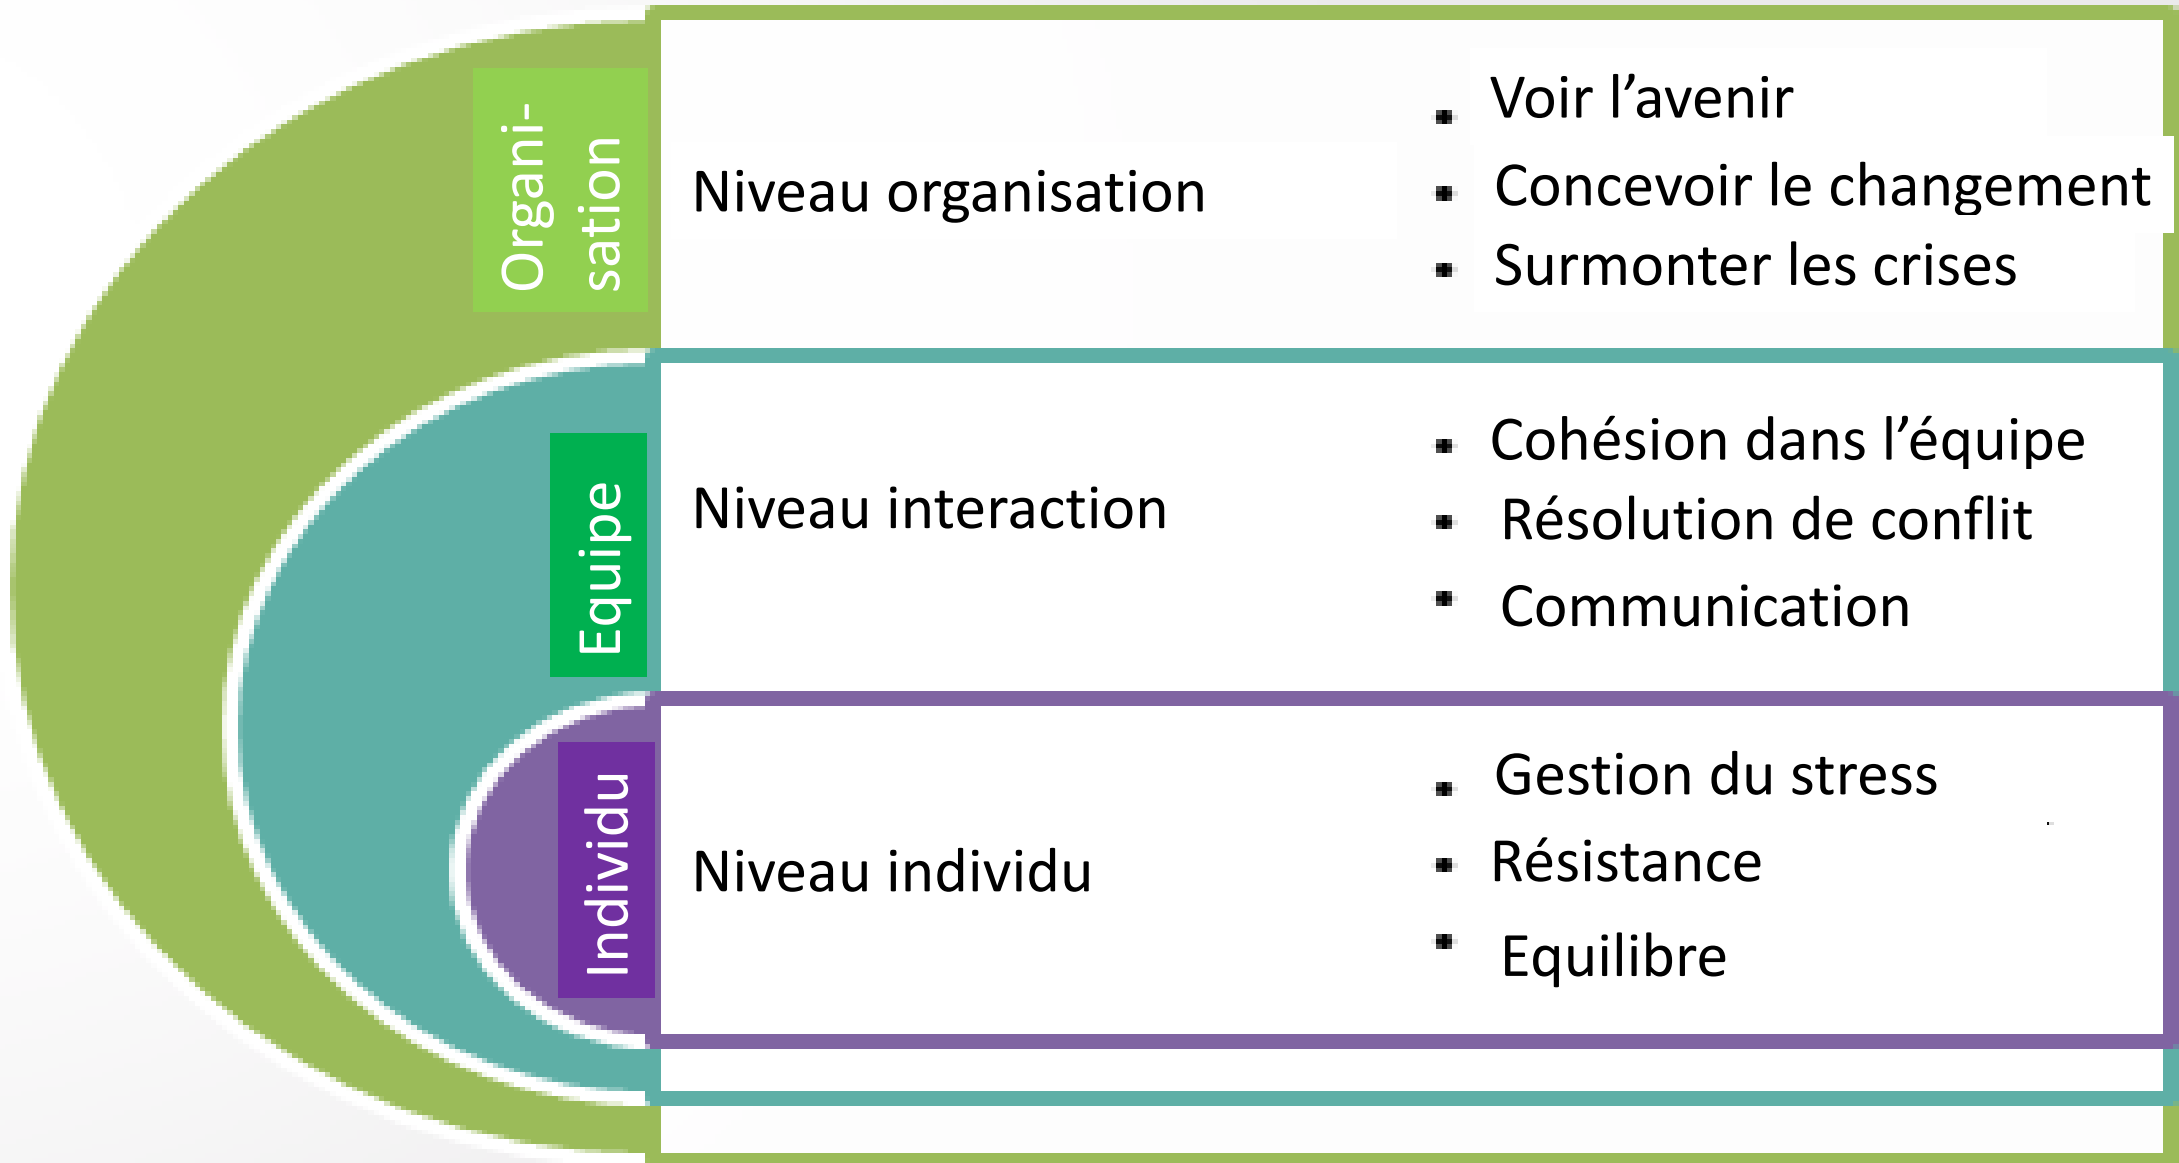 Organi-
sation
Niveau organisation
Voir l’avenir
Concevoir le changement
Surmonter les crises
Equipe
Niveau interaction
Cohésion dans l’équipe
Résolution de conflit
Communication
Individu
Niveau individu
Gestion du stress
Résistance
Equilibre